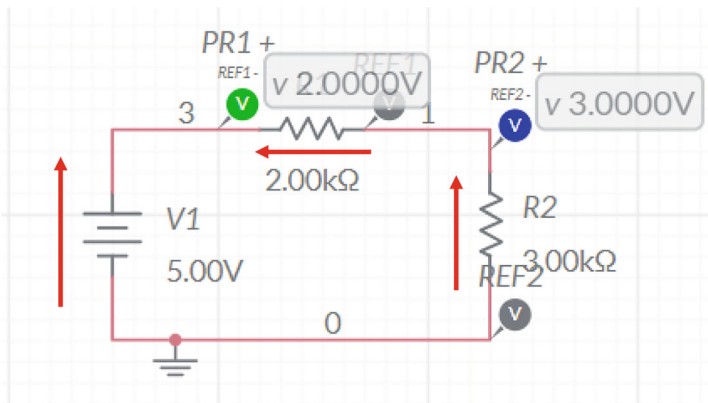 PR1 +
REF1 -
REF1
v 2.0000V
PR2 +
REF2 -
v 3.0000V
V
V
V
3
1
2.00kΩ
V1
5.00V
R2
3.00kΩ
REF2
V
0